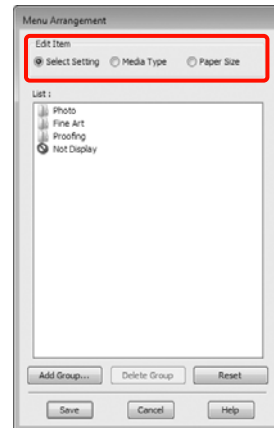 Menu Arrangement
Edit Item
Select Setting Media Type Paper Size
List :
Photo
Fine Art
Proofing
Not Display
Add Group... Delete Group Reset
Save Cancel Help